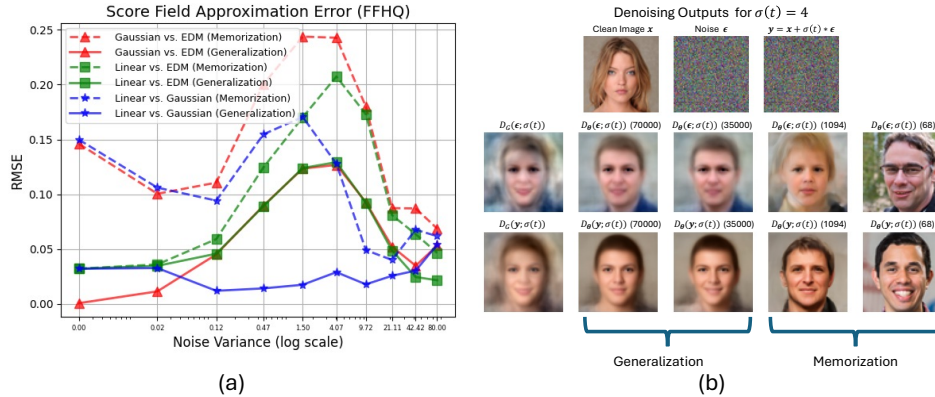 Score Field Approximation Error (FFHQ)
RMSE
0.25
0.20
0.15
0.10
0.05
0.00
Gaussian vs. EDM (Memorization)
Gaussian vs. EDM (Generalization)
Linear vs. EDM (Memorization)
Linear vs. EDM (Generalization)
Linear vs. Gaussian (Memorization)
Linear vs. Gaussian (Generalization)
0.00 0.02 0.12 0.47 1.50 4.07 9.72 21.11 42.42 80.00
Noise Variance (log scale)
(a)
Denoising Outputs for σ(t) = 4
Clean Image x Noise ϵ y = x + σ(t) * ϵ
D_G(ϵ; σ(t)) D_θ(ϵ; σ(t)) (70000) D_θ(ϵ; σ(t)) (35000) D_θ(ϵ; σ(t)) (1094) D_θ(ϵ; σ(t)) (68)
D_G(y; σ(t)) D_θ(y; σ(t)) (70000) D_θ(y; σ(t)) (35000) D_θ(y; σ(t)) (1094) D_θ(y; σ(t)) (68)
Generalization Memorization
(b)